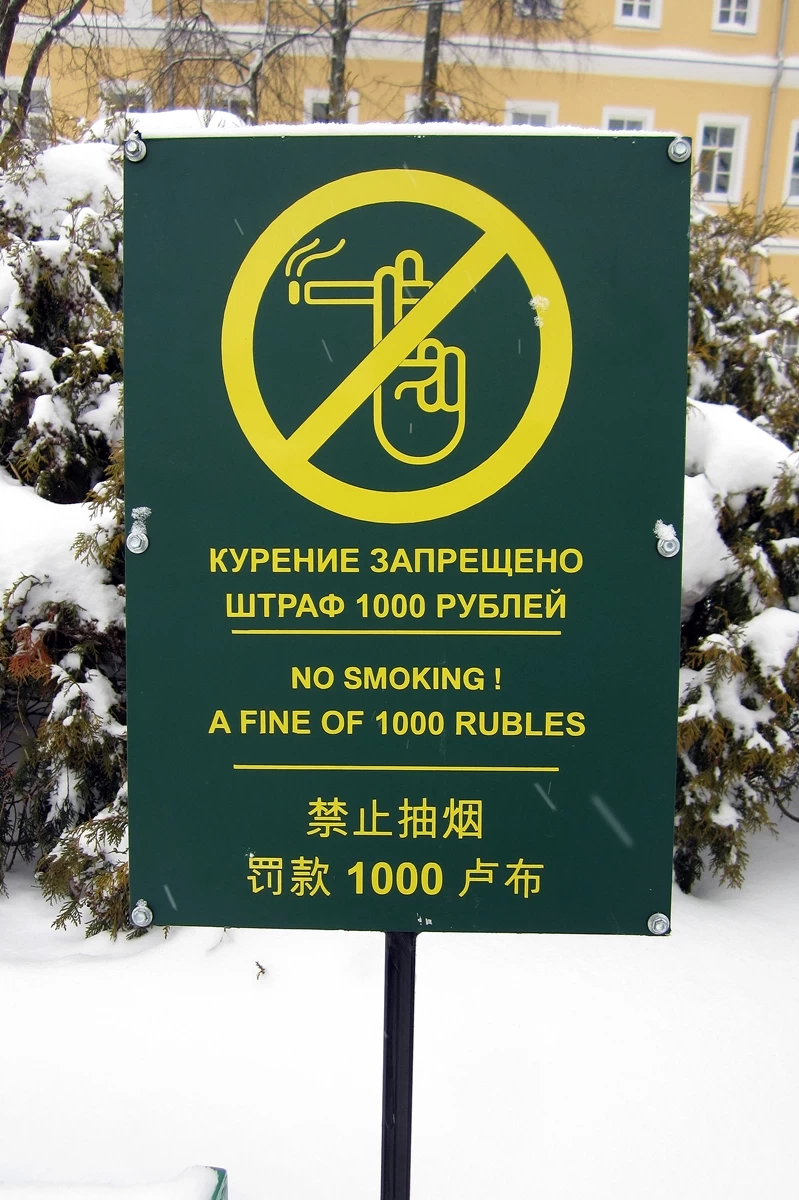 КУРЕНИЕ ЗАПРЕЩЕНО
ШТРАФ 1000 РУБЛЕЙ
NO SMOKING !
A FINE OF 1000 RUBLES
禁止抽烟
罚款 1000 卢布